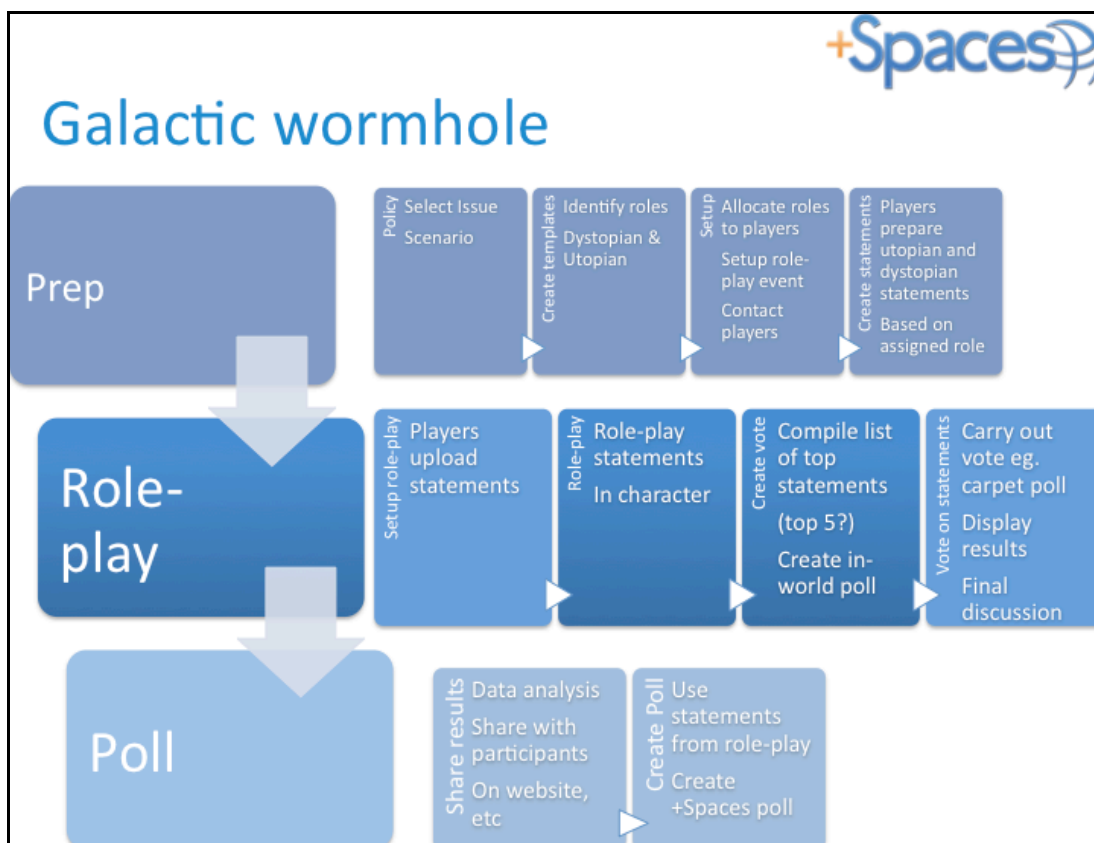 +Spaces
Galactic wormhole
Prep
Policy
Select Issue
Scenario
Create templates
Identify roles
Dystopian &
Utopian
Setup
Allocate roles
to players
Setup role-
play event
Contact
players
Create statements
Players
prepare
utopian and
dystopian
statements
Based on
assigned role
Role-
play
Setup role-play
Players
upload
statements
Role-play
Role-play
statements
In character
Create vote
Compile list
of top
statements
(top 5?)
Create in-
world poll
Vote on statements
Carry out
vote eg.
carpet poll
Display
results
Final
discussion
Poll
Share results
Data analysis
Share with
participants
On website,
etc
Create Poll
Use
statements
from role-play
Create
+Spaces poll